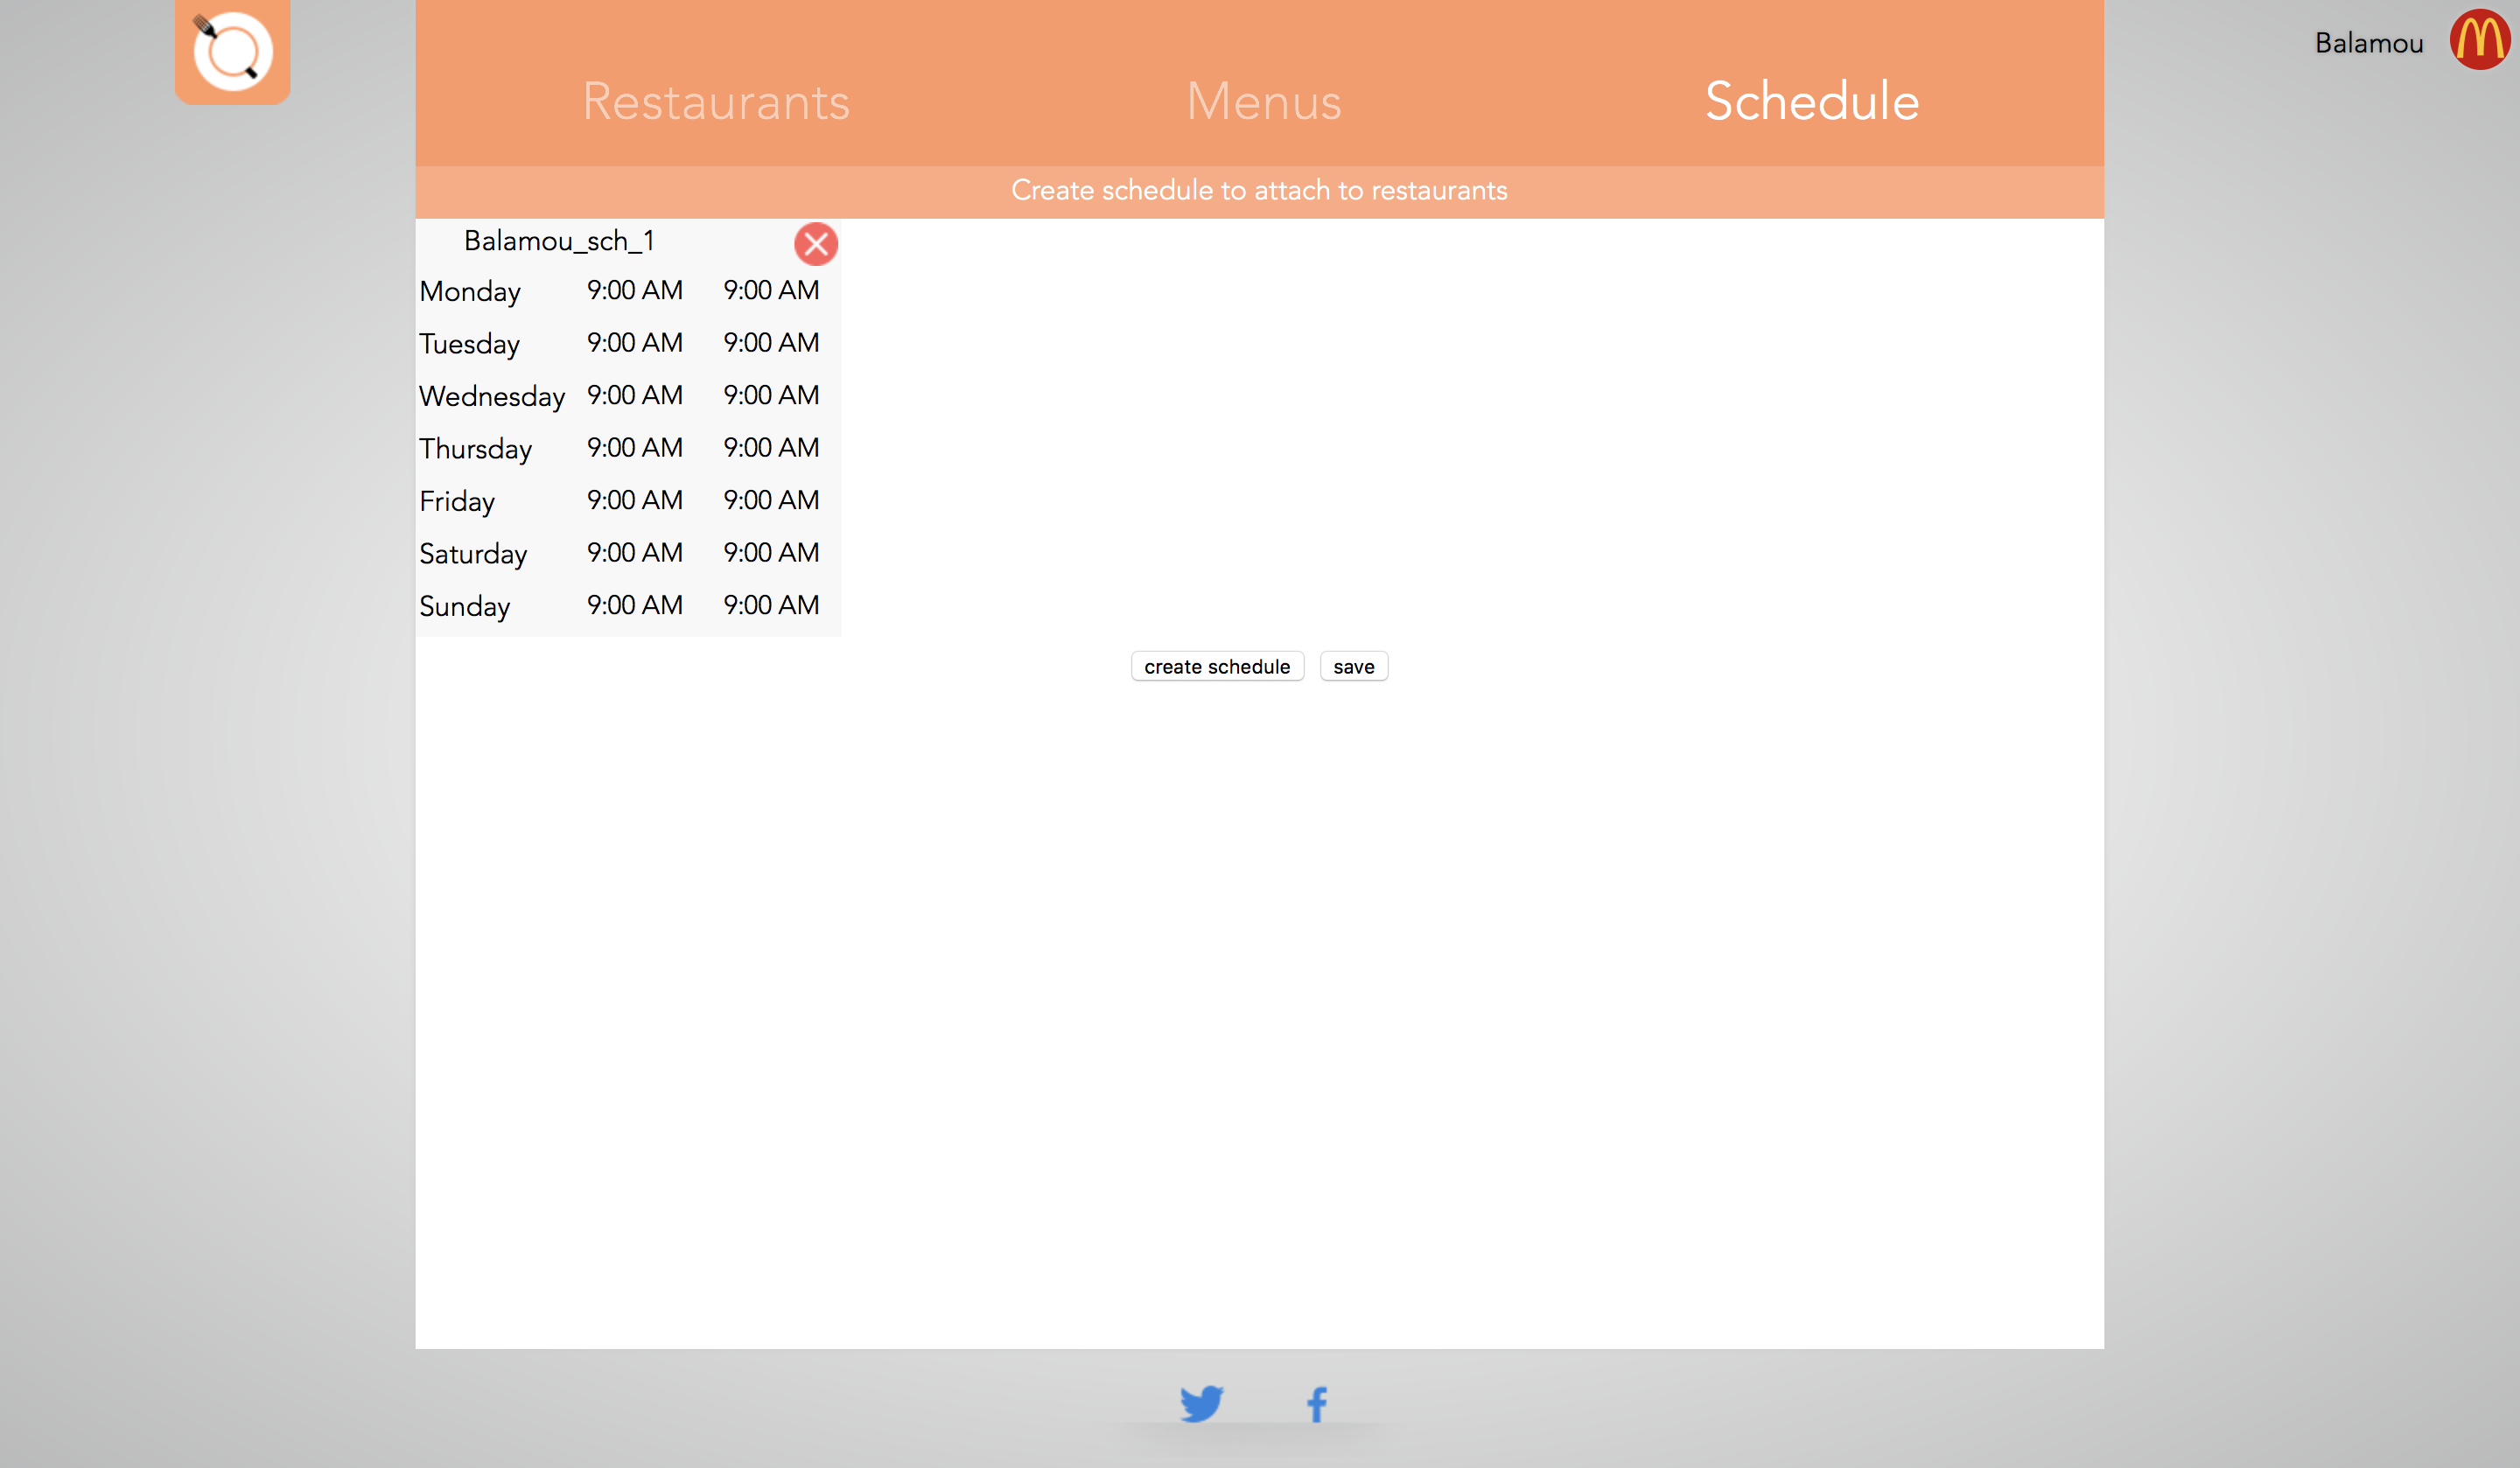 Balamou
Restaurants Menus Schedule
Create schedule to attach to restaurants
Balamou_sch_1
Monday 9:00 AM 9:00 AM
Tuesday 9:00 AM 9:00 AM
Wednesday 9:00 AM 9:00 AM
Thursday 9:00 AM 9:00 AM
Friday 9:00 AM 9:00 AM
Saturday 9:00 AM 9:00 AM
Sunday 9:00 AM 9:00 AM
create schedule save